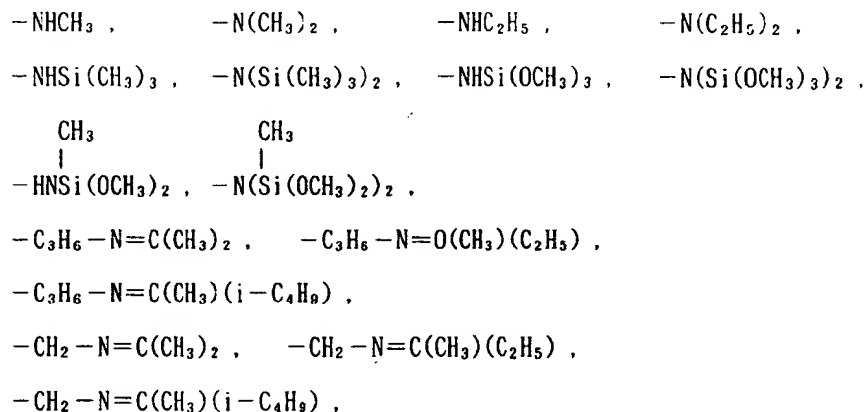 −NHCH₃ , −N(CH₃)₂ , −NHC₂H₅ , −N(C₂H₅)₂ ,
−NHSi(CH₃)₃ , −N(Si(CH₃)₃)₂ , −NHSi(OCH₃)₃ , −N(Si(OCH₃)₃)₂ ,
CH₃ CH₃
−HNSi(OCH₃)₂ , −N(Si(OCH₃)₂)₂ ,
−C₃H₆−N=C(CH₃)₂ , −C₃H₆−N=O(CH₃)(C₂H₅) ,
−C₃H₆−N=C(CH₃)(i−C₄H₉) ,
−CH₂−N=C(CH₃)₂ , −CH₂−N=C(CH₃)(C₂H₅) ,
−CH₂−N=C(CH₃)(i−C₄H₉) ,